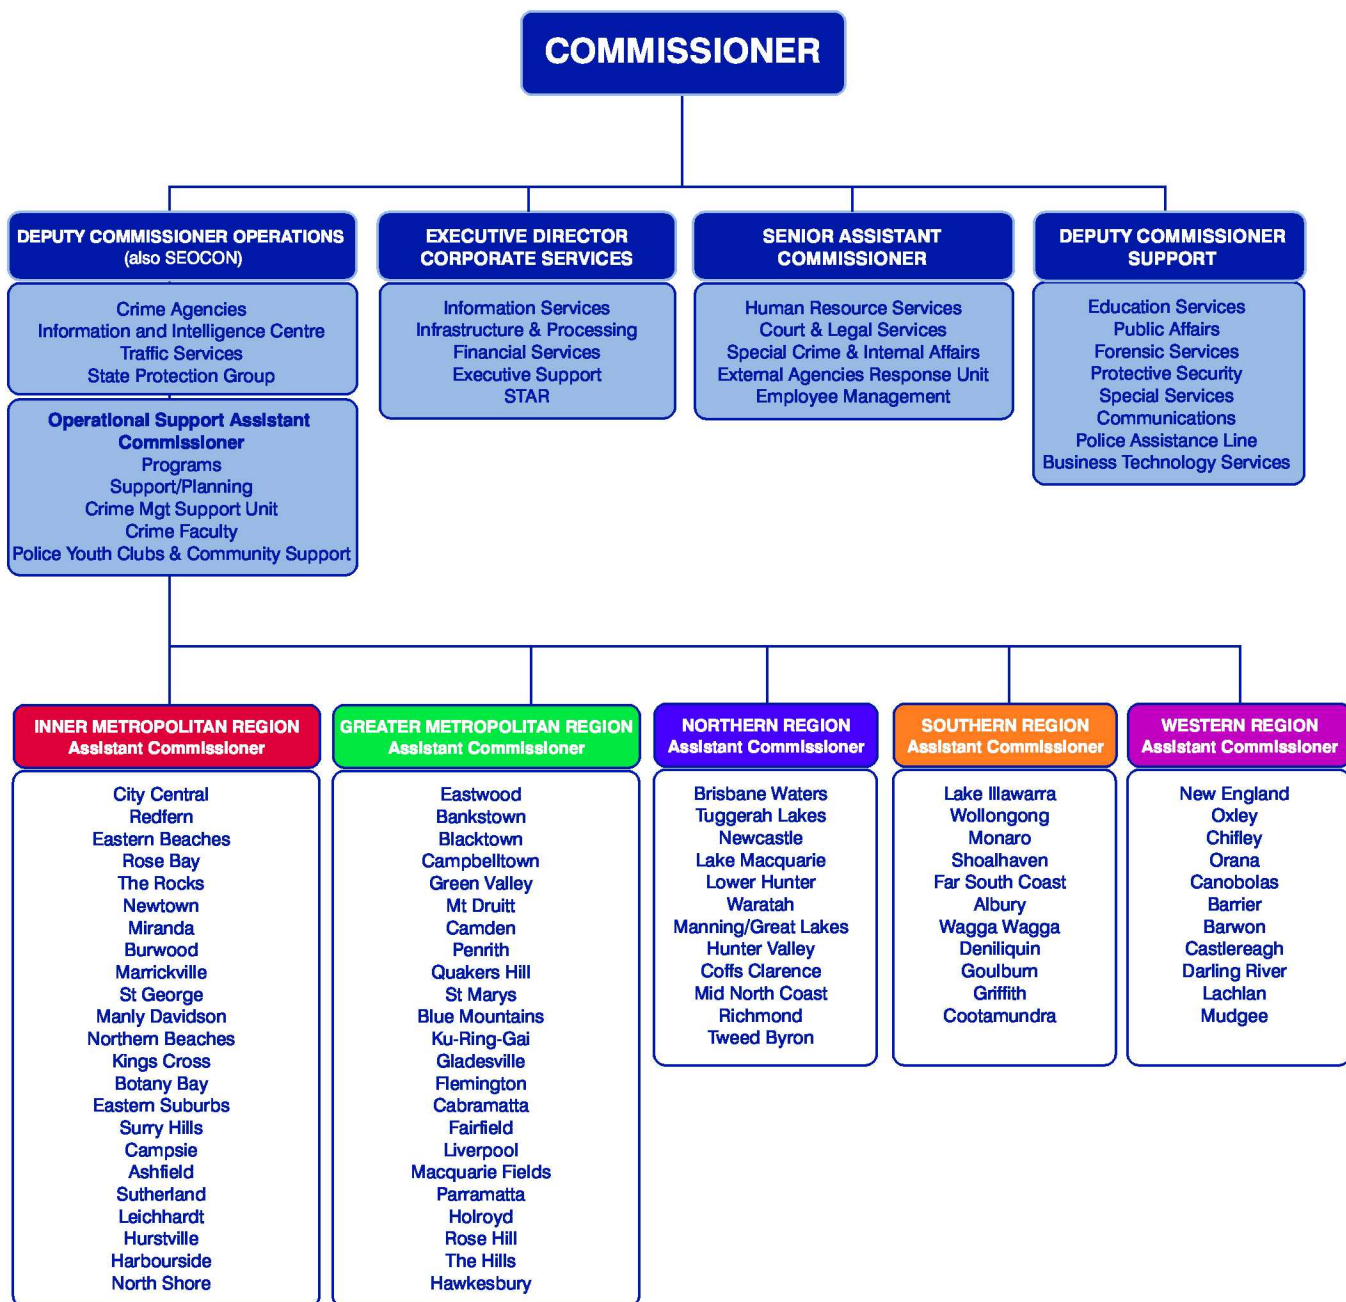 COMMISSIONER
DEPUTY COMMISSIONER OPERATIONS
(also SEOCON)
Crime Agencies
Information and Intelligence Centre
Traffic Services
State Protection Group
Operational Support Assistant
Commissioner
Programs
Support/Planning
Crime Mgt Support Unit
Crime Faculty
Police Youth Clubs & Community Support
EXECUTIVE DIRECTOR
CORPORATE SERVICES
Information Services
Infrastructure & Processing
Financial Services
Executive Support
STAR
SENIOR ASSISTANT
COMMISSIONER
Human Resource Services
Court & Legal Services
Special Crime & Internal Affairs
External Agencies Response Unit
Employee Management
DEPUTY COMMISSIONER
SUPPORT
Education Services
Public Affairs
Forensic Services
Protective Security
Special Services
Communications
Police Assistance Line
Business Technology Services
INNER METROPOLITAN REGION
Assistant Commissioner
City Central
Redfern
Eastern Beaches
Rose Bay
The Rocks
Newtown
Miranda
Burwood
Marrickville
St George
Manly Davidson
Northern Beaches
Kings Cross
Botany Bay
Eastern Suburbs
Surry Hills
Campsie
Ashfield
Sutherland
Leichhardt
Hurstville
Harbourside
North Shore
GREATER METROPOLITAN REGION
Assistant Commissioner
Eastwood
Bankstown
Blacktown
Campbelltown
Green Valley
Mt Druitt
Camden
Penrith
Quakers Hill
St Marys
Blue Mountains
Ku-Ring-Gai
Gladesville
Flemington
Cabramatta
Fairfield
Liverpool
Macquarie Fields
Parramatta
Holroyd
Rose Hill
The Hills
Hawkesbury
NORTHERN REGION
Assistant Commissioner
Brisbane Waters
Tuggerah Lakes
Newcastle
Lake Macquarie
Lower Hunter
Waratah
Manning/Great Lakes
Hunter Valley
Coffs Clarence
Mid North Coast
Richmond
Tweed Byron
SOUTHERN REGION
Assistant Commissioner
Lake Illawarra
Wollongong
Monaro
Shoalhaven
Far South Coast
Albury
Wagga Wagga
Deniliquin
Goulburn
Griffith
Cootamundra
WESTERN REGION
Assistant Commissioner
New England
Oxley
Chifley
Orana
Canobolas
Barrier
Barwon
Castlereagh
Darling River
Lachlan
Mudgee